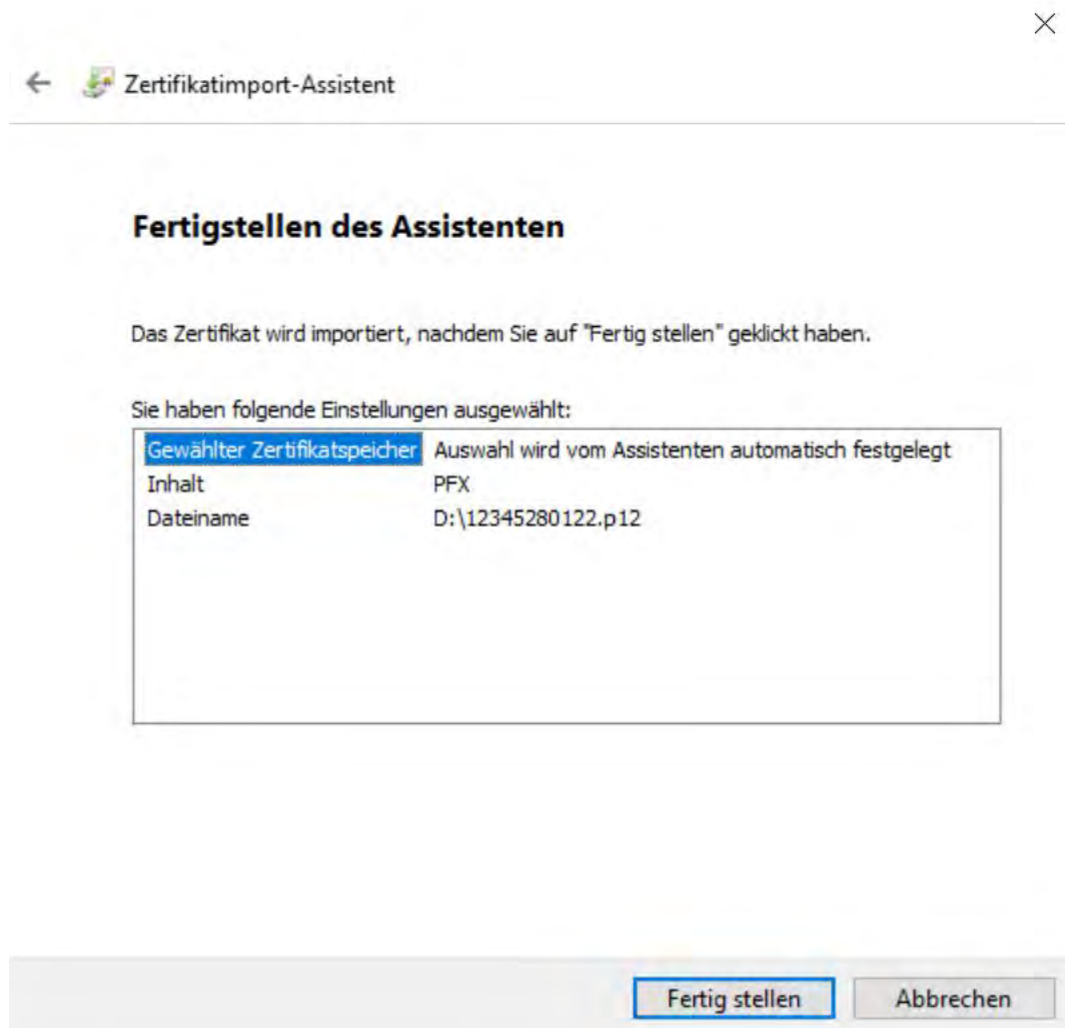 Zertifikatimport-Assistent
Fertigstellen des Assistenten
Das Zertifikat wird importiert, nachdem Sie auf "Fertig stellen" geklickt haben.
Sie haben folgende Einstellungen ausgewählt:
Gewählter Zertifikatspeicher Auswahl wird vom Assistenten automatisch festgelegt
Inhalt PFX
Dateiname D:\12345280122.p12
Fertig stellen Abbrechen